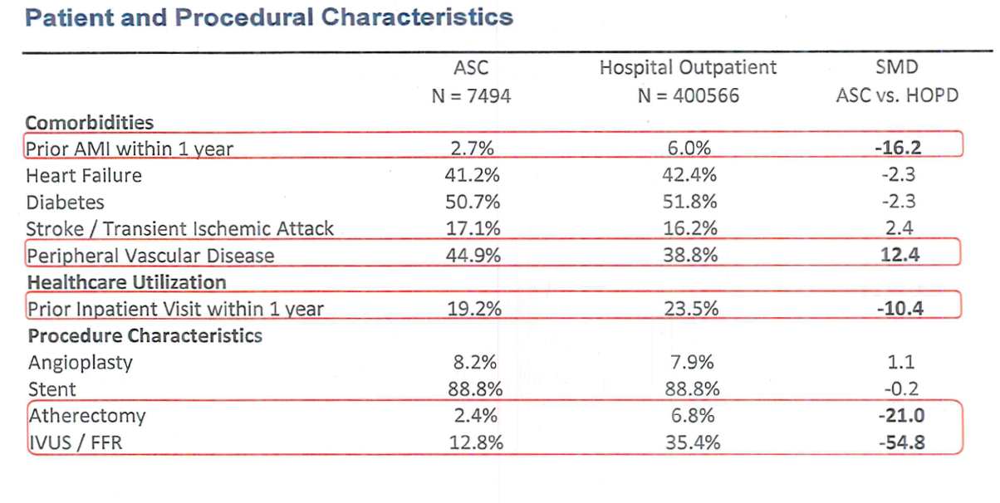 Patient and Procedural Characteristics
ASC Hospital Outpatient SMD
N = 7494 N = 400566 ASC vs. HOPD
Comorbidities
Prior AMI within 1 year 2.7% 6.0% -16.2
Heart Failure 41.2% 42.4% -2.3
Diabetes 50.7% 51.8% -2.3
Stroke / Transient Ischemic Attack 17.1% 16.2% 2.4
Peripheral Vascular Disease 44.9% 38.8% 12.4
Healthcare Utilization
Prior Inpatient Visit within 1 year 19.2% 23.5% -10.4
Procedure Characteristics
Angioplasty 8.2% 7.9% 1.1
Stent 88.8% 88.8% -0.2
Atherectomy 2.4% 6.8% -21.0
IVUS / FFR 12.8% 35.4% -54.8